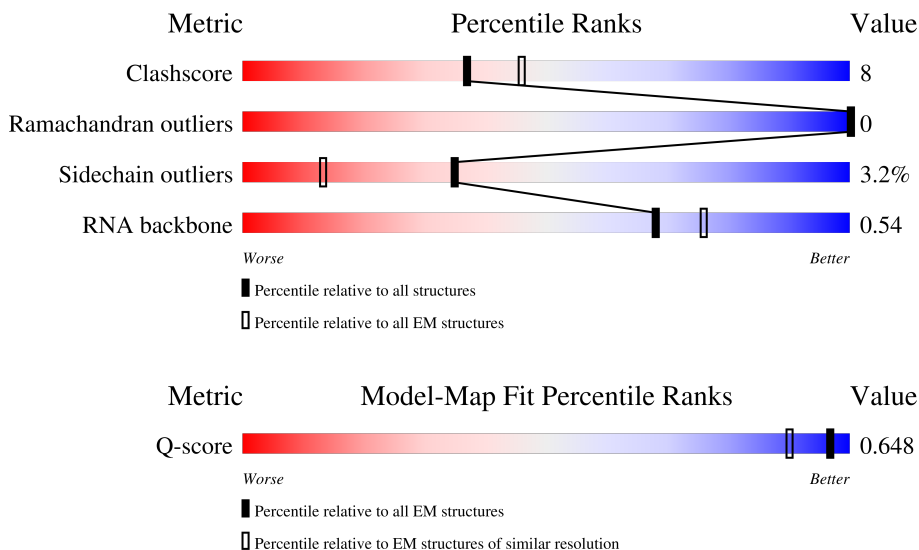 Metric Percentile Ranks Value
Clashscore 8
Ramachandran outliers 0
Sidechain outliers 3.2%
RNA backbone 0.54
Worse Better
Percentile relative to all structures
Percentile relative to all EM structures
Metric Model-Map Fit Percentile Ranks Value
Q-score 0.648
Worse Better
Percentile relative to all EM structures
Percentile relative to EM structures of similar resolution